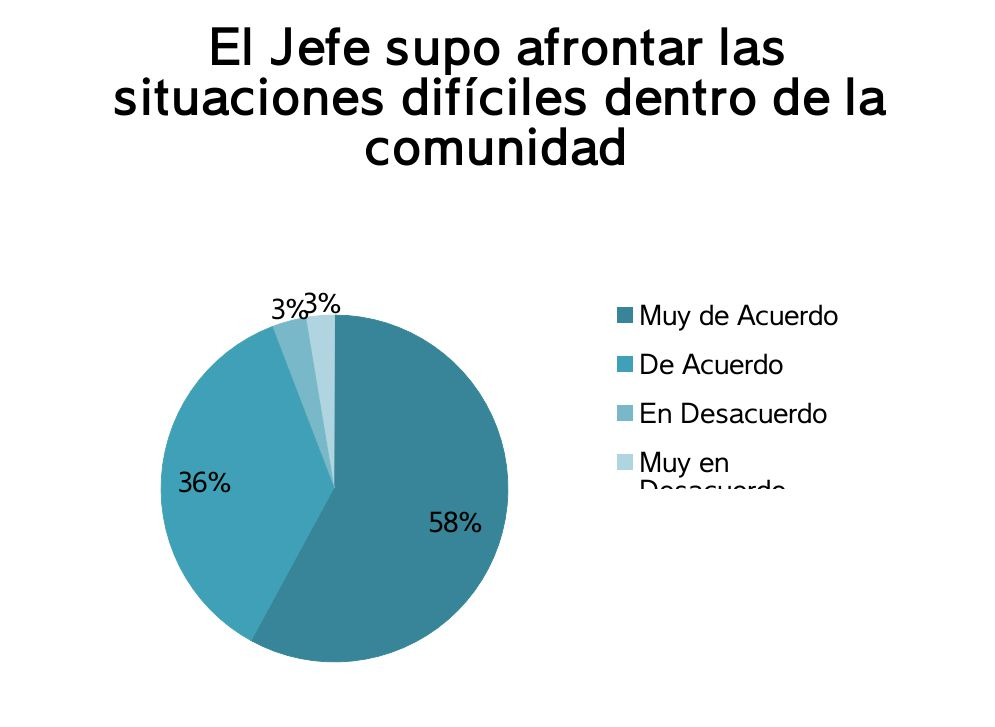 El Jefe supo afrontar las
situaciones difíciles dentro de la
comunidad
3%
3%
36%
58%
Muy de Acuerdo
De Acuerdo
En Desacuerdo
Muy en
Desacuerdo